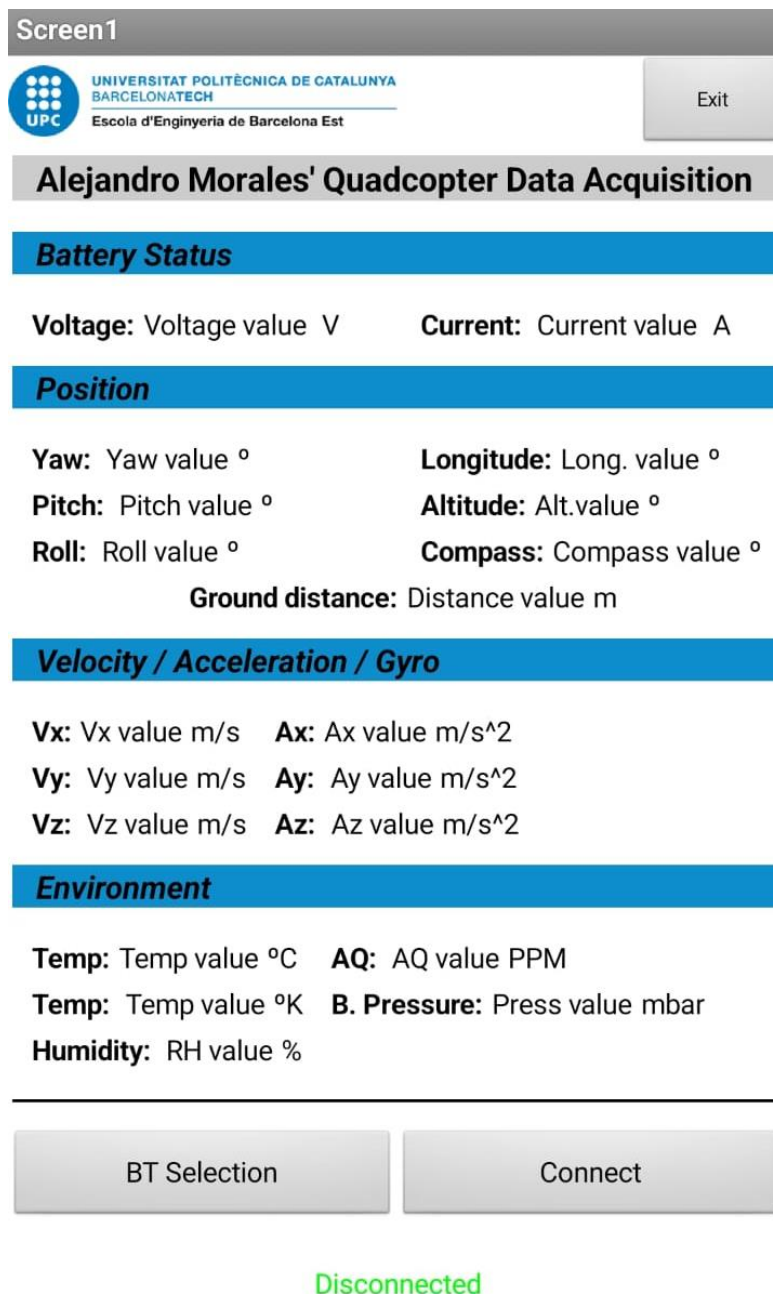 Screen1
UPC
UNIVERSITAT POLITÈCNICA DE CATALUNYA
BARCELONATECH
Escola d'Enginyeria de Barcelona Est
Exit
Alejandro Morales' Quadcopter Data Acquisition
Battery Status
Voltage: Voltage value V Current: Current value A
Position
Yaw: Yaw value º Longitude: Long. value º
Pitch: Pitch value º Altitude: Alt.value º
Roll: Roll value º Compass: Compass value º
Ground distance: Distance value m
Velocity / Acceleration / Gyro
Vx: Vx value m/s Ax: Ax value m/s^2
Vy: Vy value m/s Ay: Ay value m/s^2
Vz: Vz value m/s Az: Az value m/s^2
Environment
Temp: Temp value ºC AQ: AQ value PPM
Temp: Temp value ºK B. Pressure: Press value mbar
Humidity: RH value %
BT Selection Connect
Disconnected